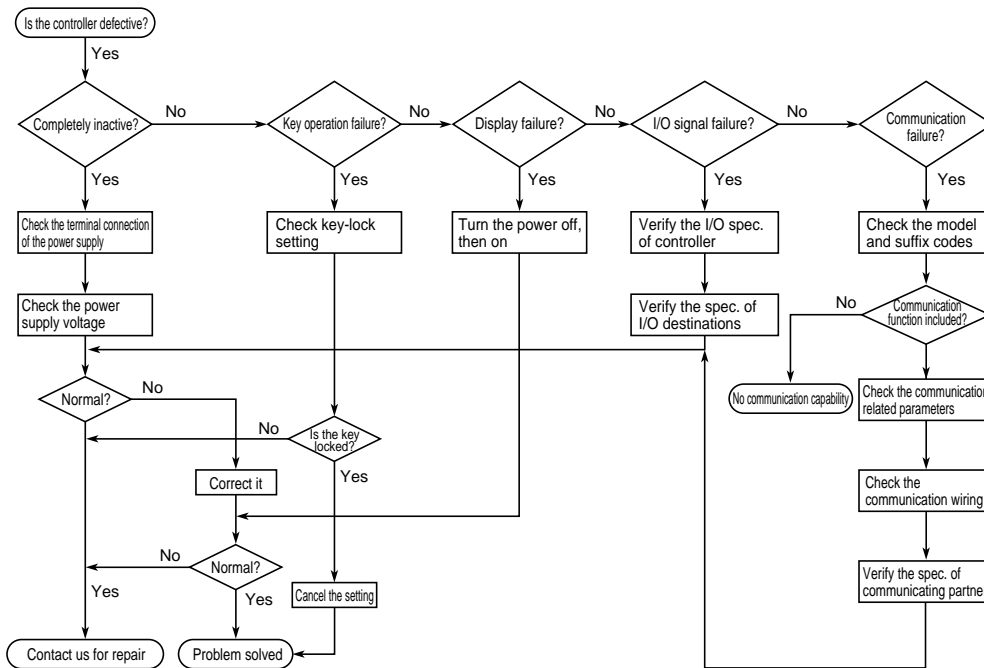 Is the controller defective?
Yes
Completely inactive?
No
Key operation failure?
No
Display failure?
No
I/O signal failure?
No
Communication
failure?
Yes
Yes
Yes
Yes
Yes
Check the terminal connection
of the power supply
Check key-lock
setting
Turn the power off,
then on
Verify the I/O spec.
of controller
Check the model
and suffix codes
Check the power
supply voltage
Verify the spec. of
I/O destinations
No
Communication
function included?
Normal?
No
No communication capability
Check the communication
related parameters
No
Is the key
locked?
Yes
Correct it
Check the
communication wiring
No
Normal?
Yes
Yes
Cancel the setting
Verify the spec. of
communicating partne
Contact us for repair
Problem solved